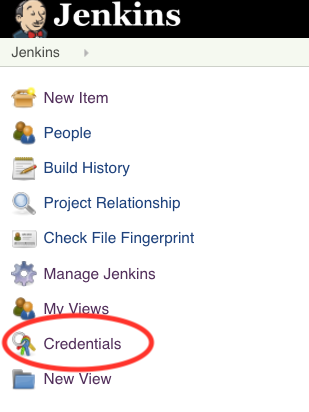 Jenkins
Jenkins
New Item
People
Build History
Project Relationship
Check File Fingerprint
Manage Jenkins
My Views
Credentials
New View